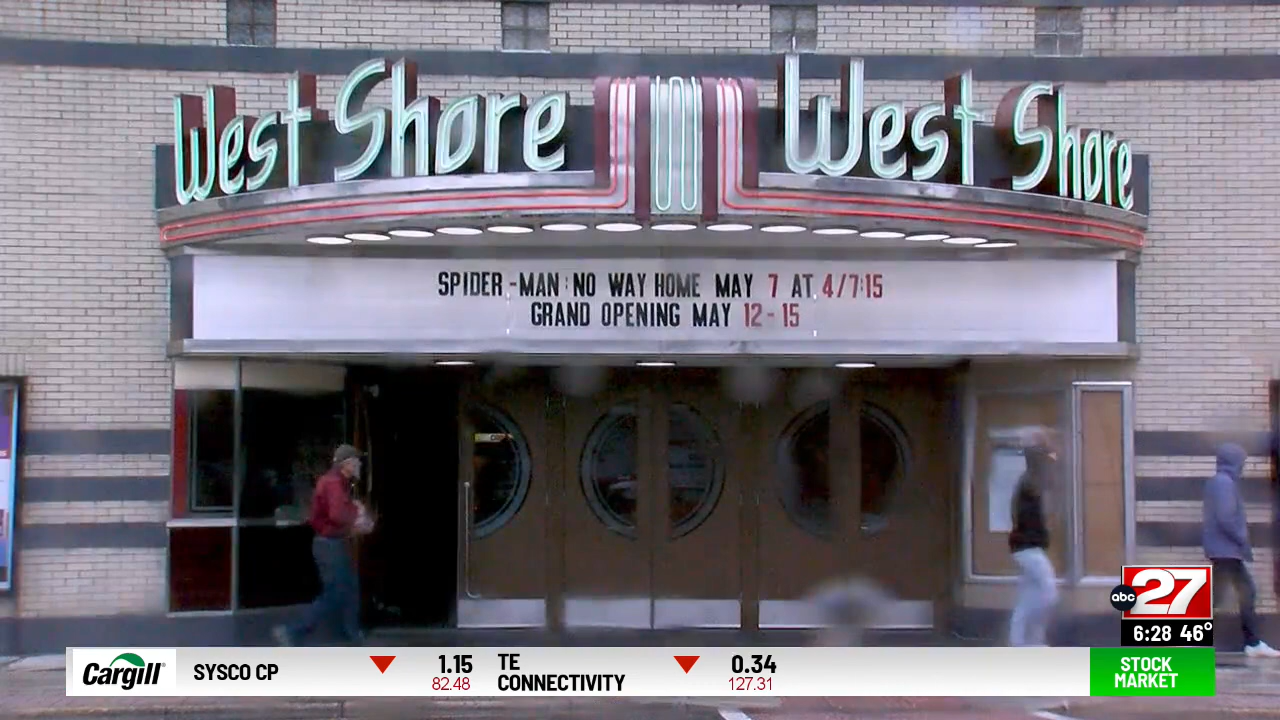 West Shore West Shore
SPIDER-MAN: NO WAY HOME MAY 7 AT 4/7:15
GRAND OPENING MAY 12-15
abc 27
6:28 46°
Cargill SYSCO CP 1.15 82.48 TE CONNECTIVITY 0.34 127.31 STOCK MARKET